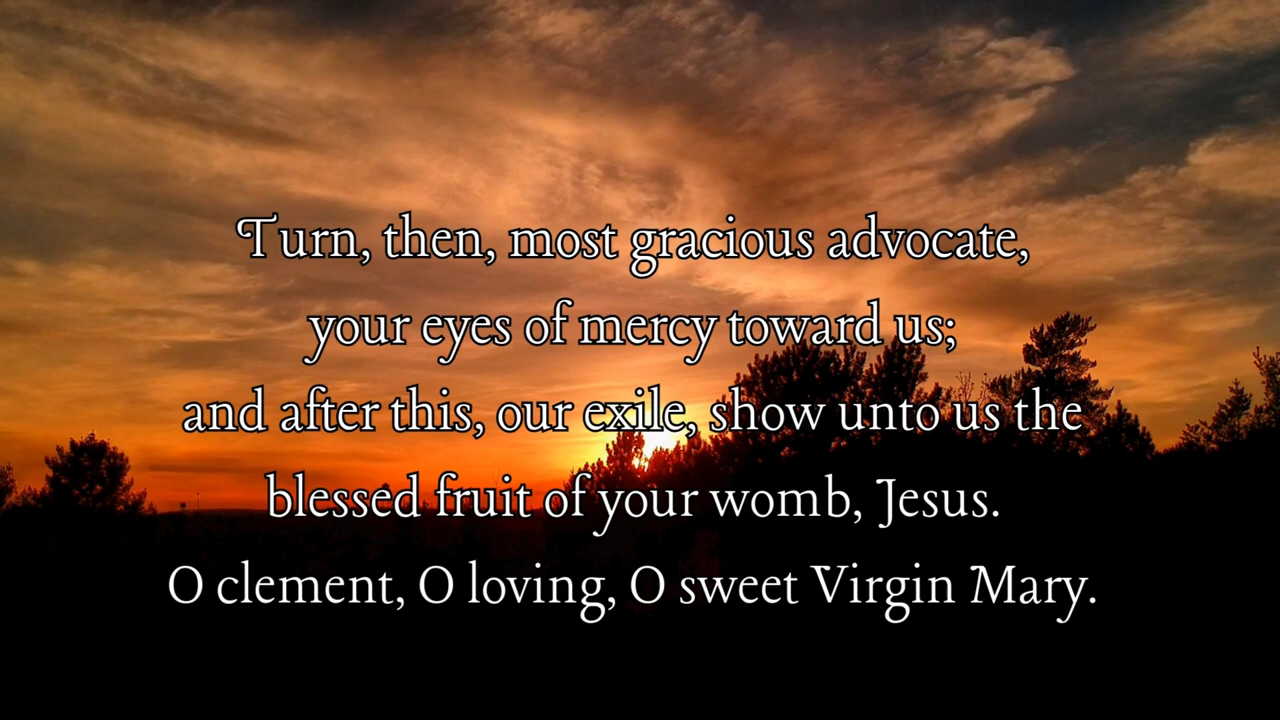 Turn, then, most gracious advocate,
your eyes of mercy toward us;
and after this, our exile, show unto us the
blessed fruit of your womb, Jesus.
O clement, O loving, O sweet Virgin Mary.